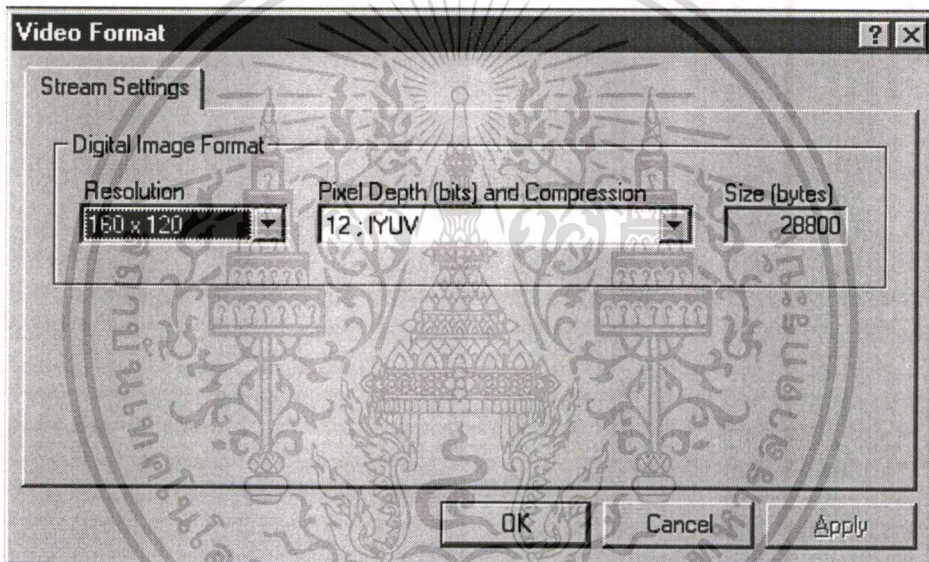 Video Format
Stream Settings
Digital Image Format
Resolution
Pixel Depth (bits) and Compression
Size (bytes)
160 x 120
12 ; IYUV
28800
OK
Cancel
Apply